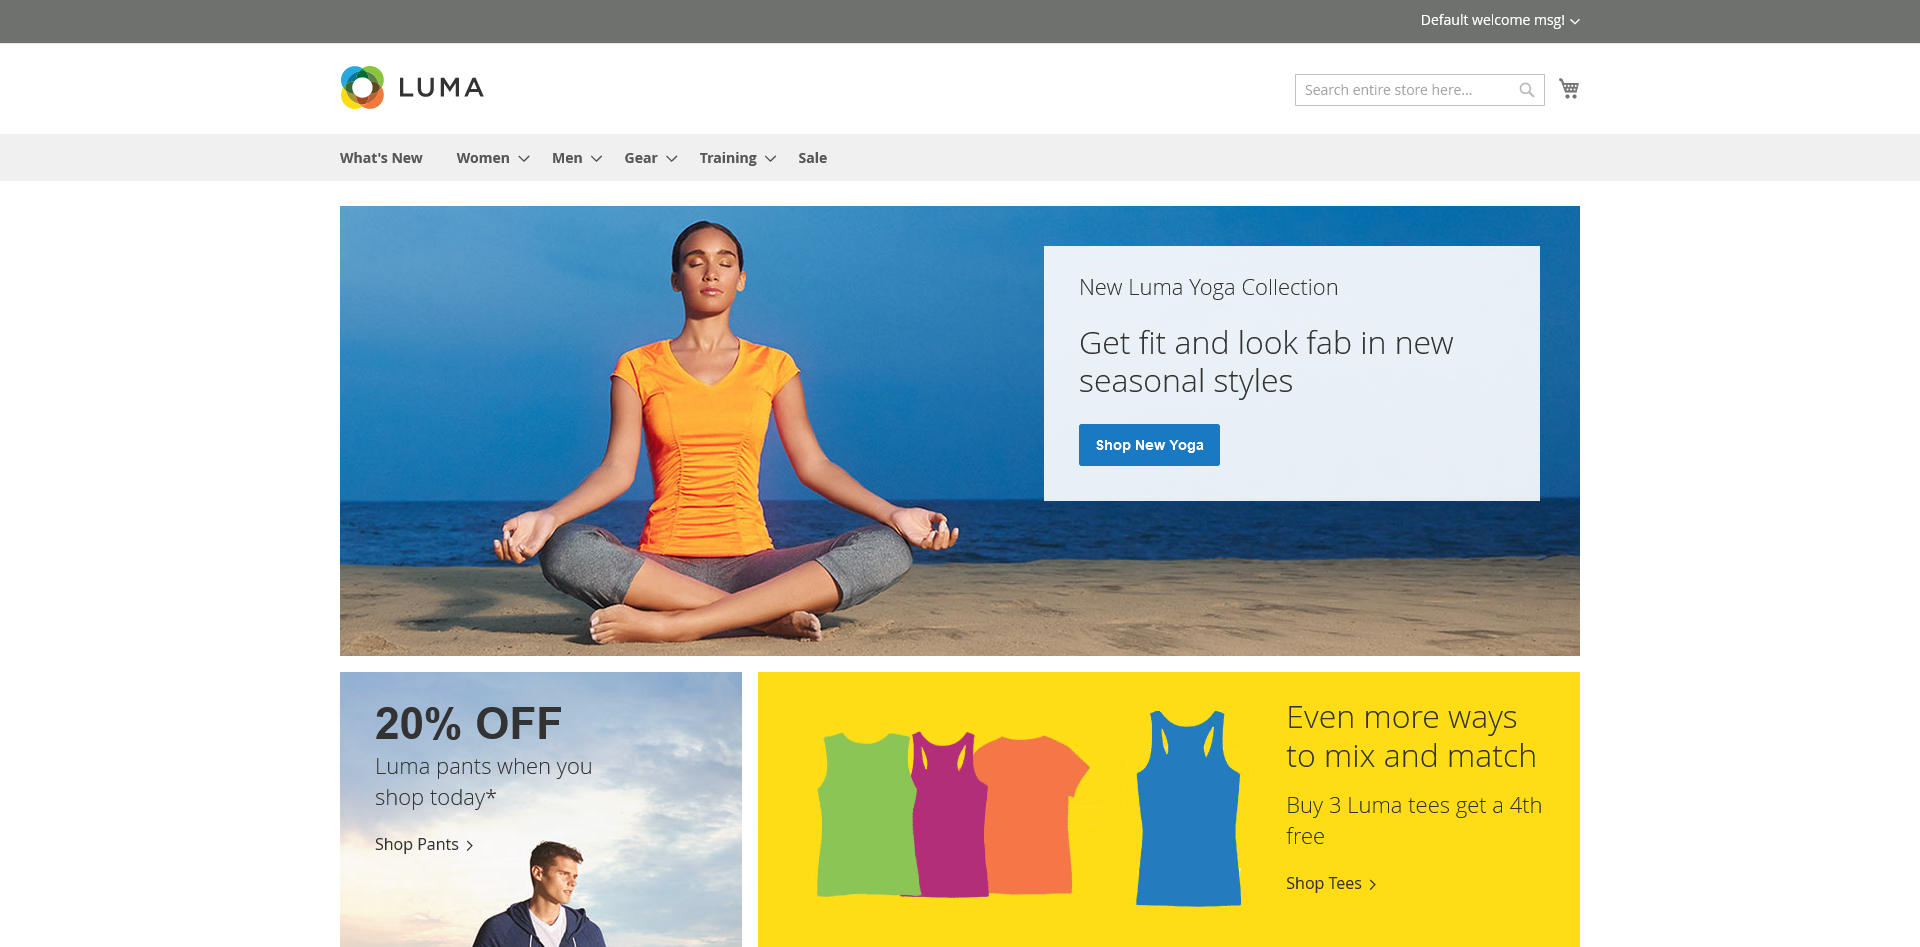 Default welcome msg!
LUMA
Search entire store here...
What's New
Women
Men
Gear
Training
Sale
New Luma Yoga Collection
Get fit and look fab in new
seasonal styles
Shop New Yoga
20% OFF
Luma pants when you
shop today*
Shop Pants
Even more ways
to mix and match
Buy 3 Luma tees get a 4th
free
Shop Tees